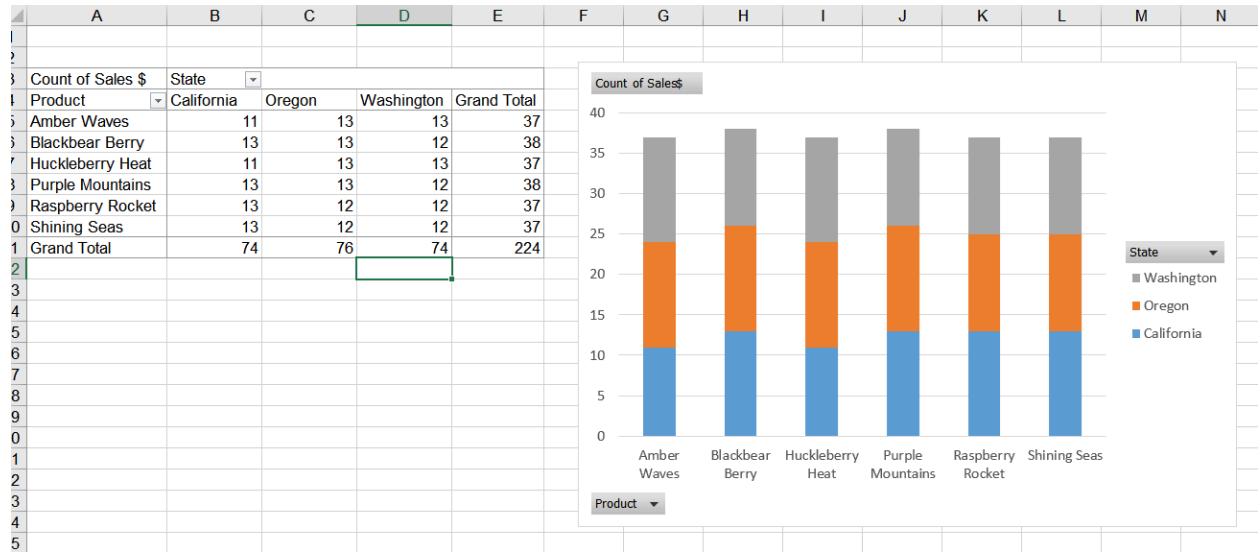 A B C D E F G H I J K L M N
Count of Sales $ State
Product California Oregon Washington Grand Total
Amber Waves 11 13 13 37
Blackbear Berry 13 13 12 38
Huckleberry Heat 11 13 13 37
Purple Mountains 13 13 12 38
Raspberry Rocket 13 12 12 37
Shining Seas 13 12 12 37
Grand Total 74 76 74 224
Count of Sales$
40
35
30
25
20
15
10
5
0
Amber Blackbear Huckleberry Purple Raspberry Shining Seas
Waves Berry Heat Mountains Rocket
Product
State
Washington
Oregon
California